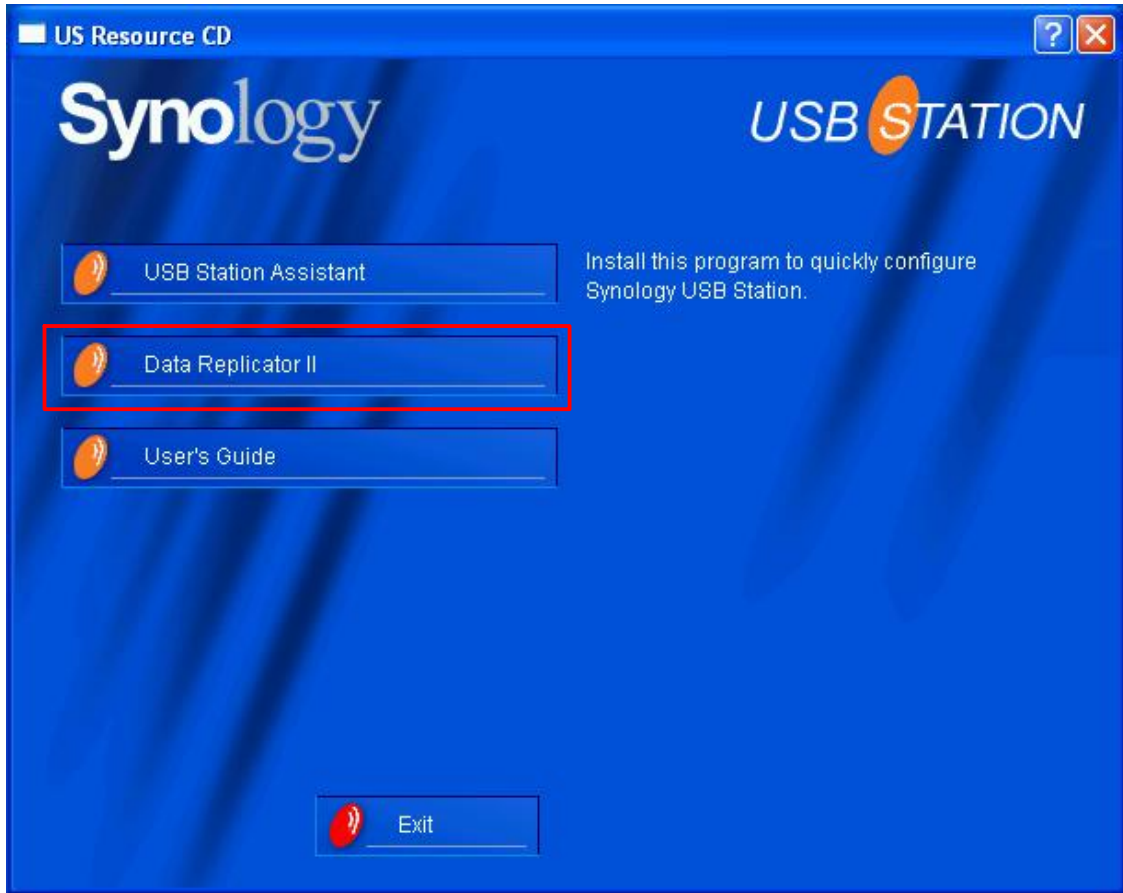 US Resource CD
Synology
USB STATION
USB Station Assistant
Install this program to quickly configure
Synology USB Station.
Data Replicator II
User's Guide
Exit